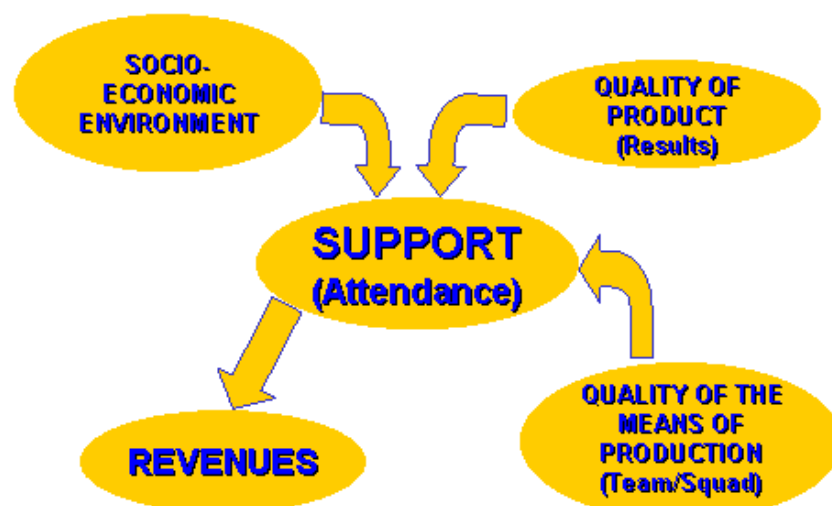 SOCIO-
ECONOMIC
ENVIRONMENT
QUALITY OF
PRODUCT
(Results)
SUPPORT
(Attendance)
REVENUES
QUALITY OF THE
MEANS OF
PRODUCTION
(Team/Squad)